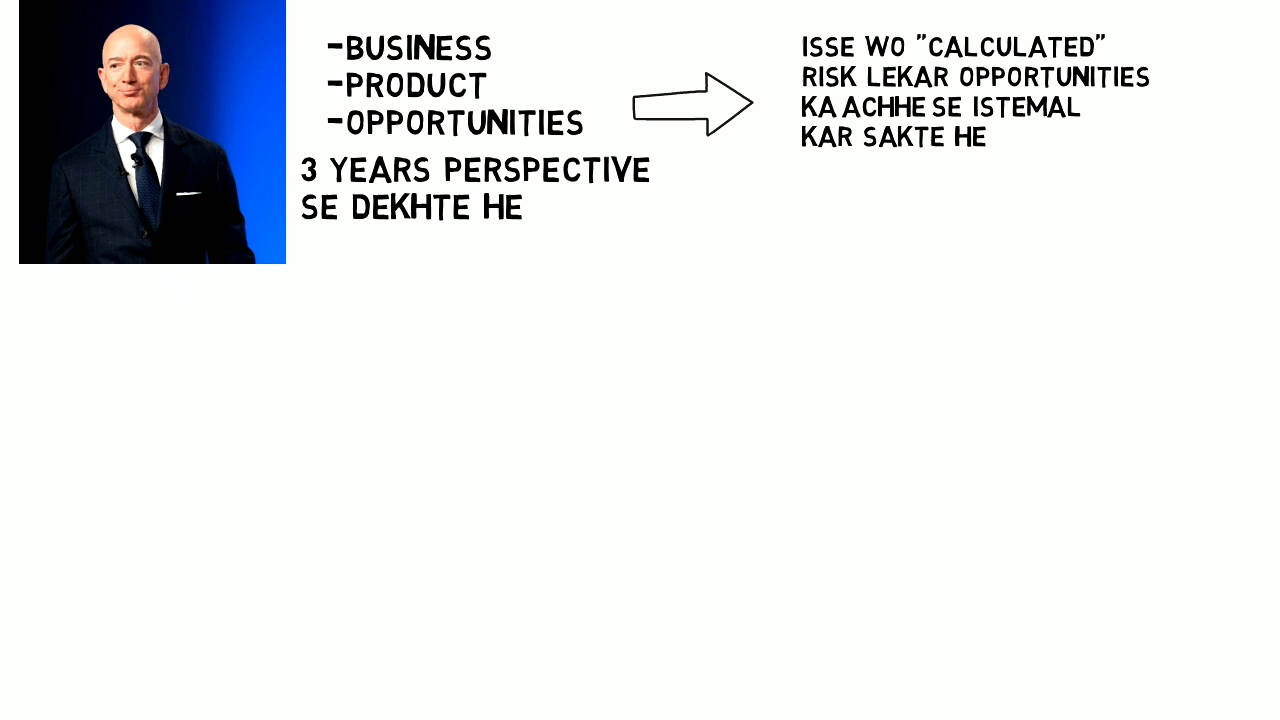 -BUSINESS
-PRODUCT
-OPPORTUNITIES
3 YEARS PERSPECTIVE
SE DEKHTE HE
ISSE WO "CALCULATED"
RISK LEKAR OPPORTUNITIES
KA ACHHE SE ISTEMAL
KAR SAKTE HE